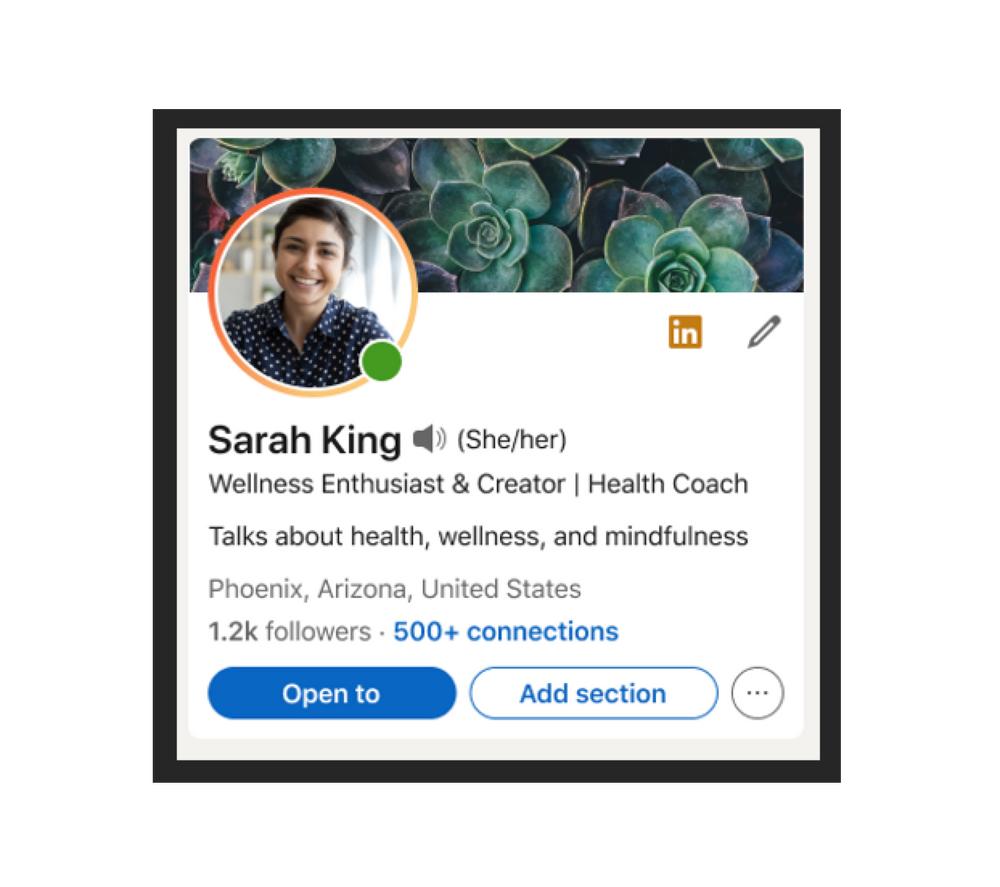 in
Sarah King (She/her)
Wellness Enthusiast & Creator | Health Coach
Talks about health, wellness, and mindfulness
Phoenix, Arizona, United States
1.2k followers · 500+ connections
Open to Add section ...